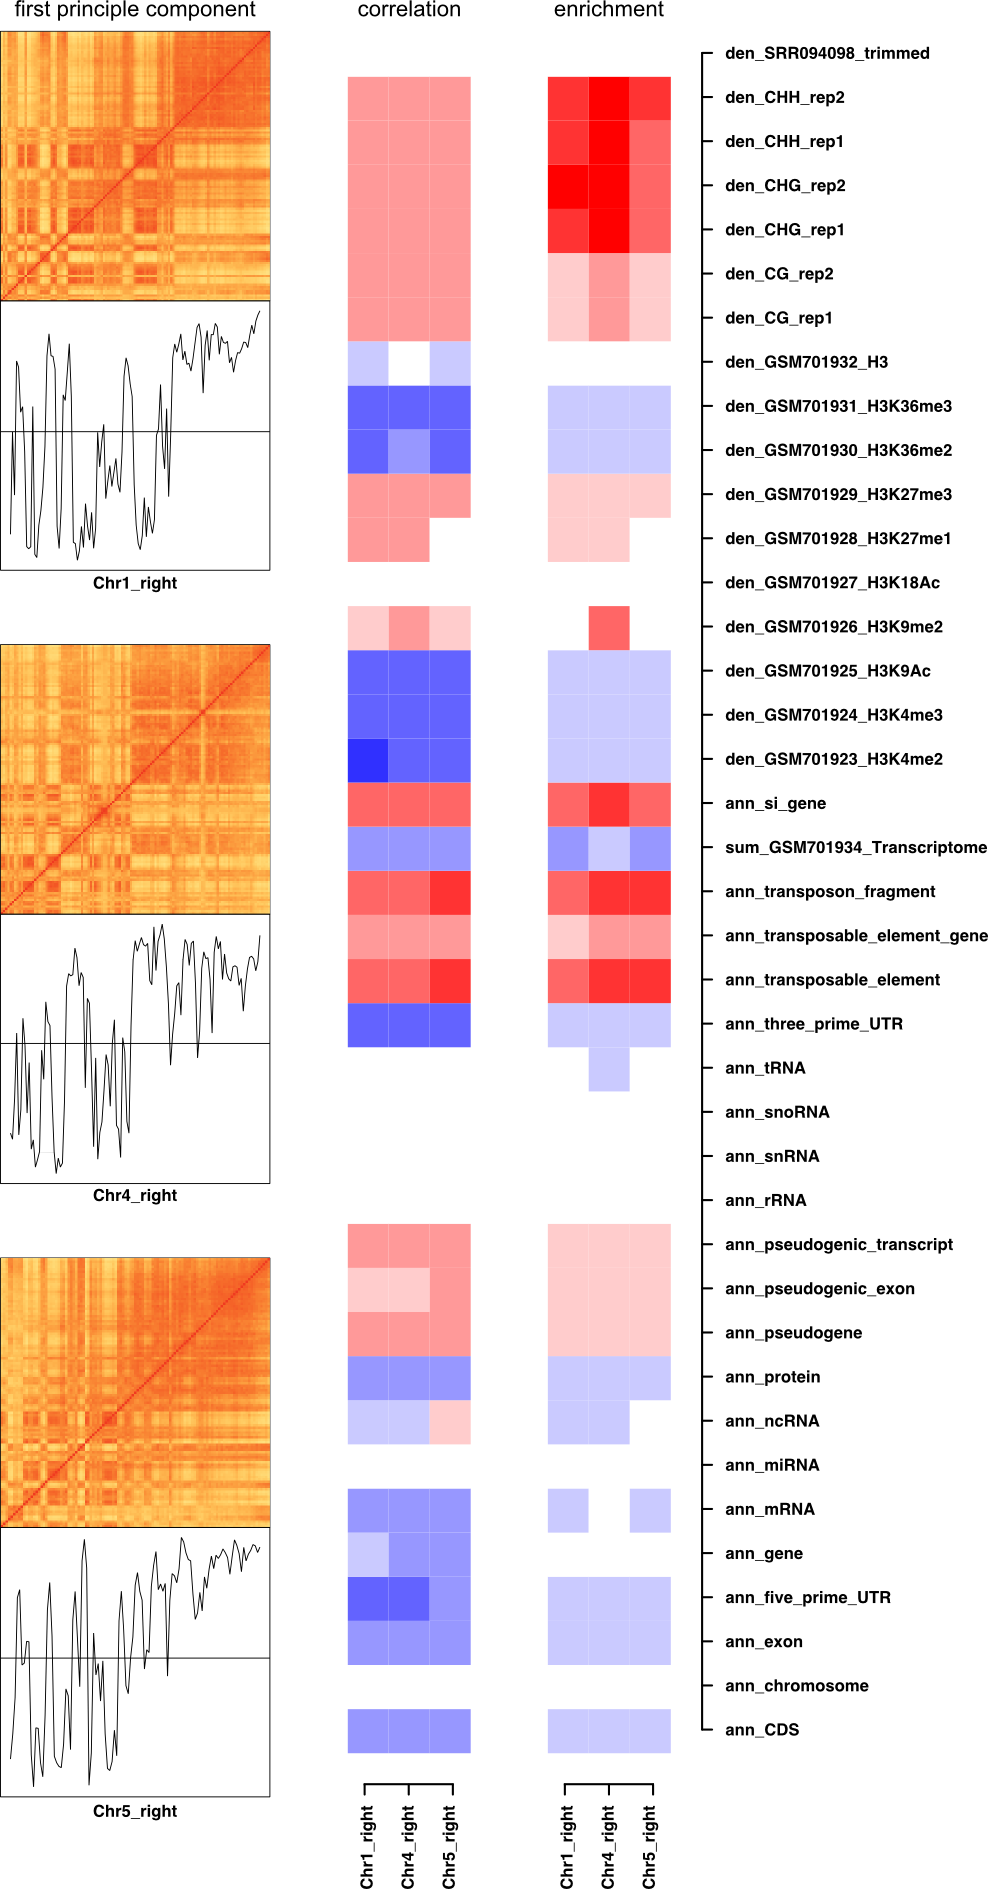 first principle component
correlation
enrichment
den_SRR094098_trimmed
den_CHH_rep2
den_CHH_rep1
den_CHG_rep2
den_CHG_rep1
den_CG_rep2
den_CG_rep1
den_GSM701932_H3
den_GSM701931_H3K36me3
den_GSM701930_H3K36me2
den_GSM701929_H3K27me3
den_GSM701928_H3K27me1
den_GSM701927_H3K18Ac
den_GSM701926_H3K9me2
den_GSM701925_H3K9Ac
den_GSM701924_H3K4me3
den_GSM701923_H3K4me2
ann_si_gene
sum_GSM701934_Transcriptome
ann_transposon_fragment
ann_transposable_element_gene
ann_transposable_element
ann_three_prime_UTR
ann_tRNA
ann_snoRNA
ann_snRNA
ann_rRNA
ann_pseudogenic_transcript
ann_pseudogenic_exon
ann_pseudogene
ann_protein
ann_ncRNA
ann_miRNA
ann_mRNA
ann_gene
ann_five_prime_UTR
ann_exon
ann_chromosome
ann_CDS
Chr1_right
Chr4_right
Chr5_right
Chr1_right
Chr4_right
Chr5_right
Chr1_right
Chr4_right
Chr5_right